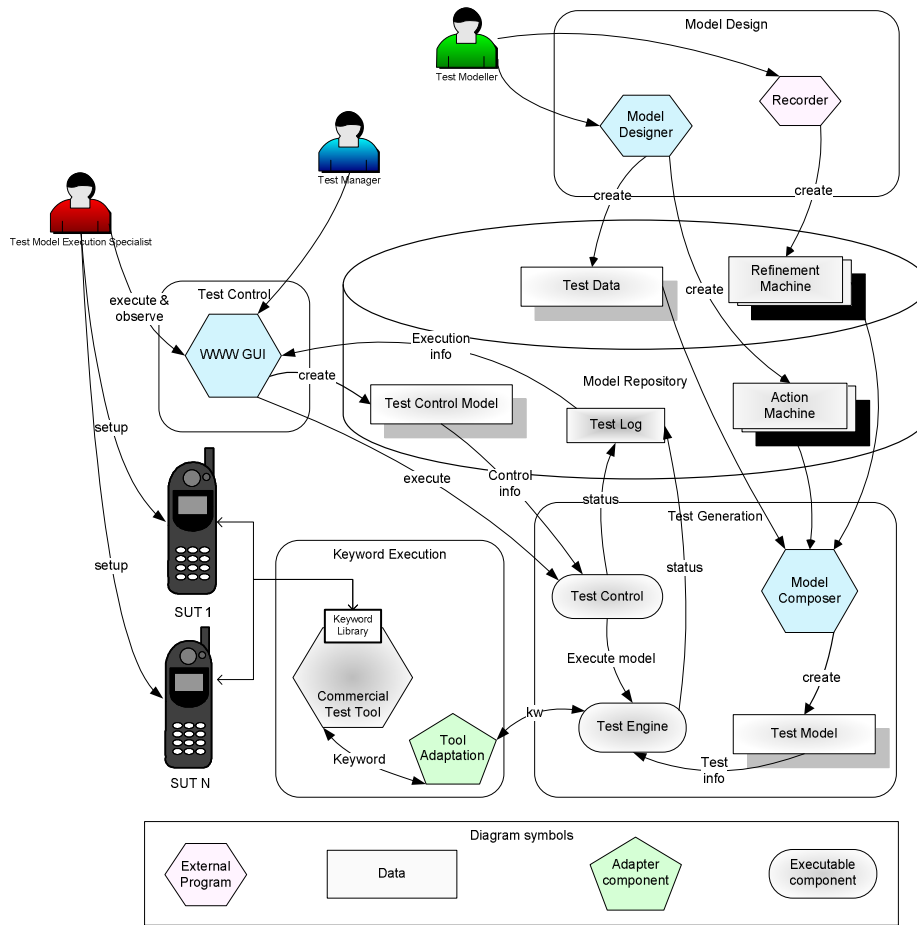 Model Design
Test Modeller
Recorder
Model
Designer
Test Manager
create
create
Test Model Execution Specialist
Refinement
Machine
Test Data
create
execute &
observe
Test Control
WWW GUI
Execution
info
create
Model Repository
Test Control Model
Action
Machine
Test Log
setup
execute
Control
info
status
Test Generation
Keyword Execution
status
setup
Test Control
Model
Composer
SUT 1
Keyword
Library
Execute model
create
Commercial
Test Tool
kw
Test Engine
Test Model
Tool
Adaptation
Keyword
Test
info
SUT N
Diagram symbols
External
Program
Data
Adapter
component
Executable
component